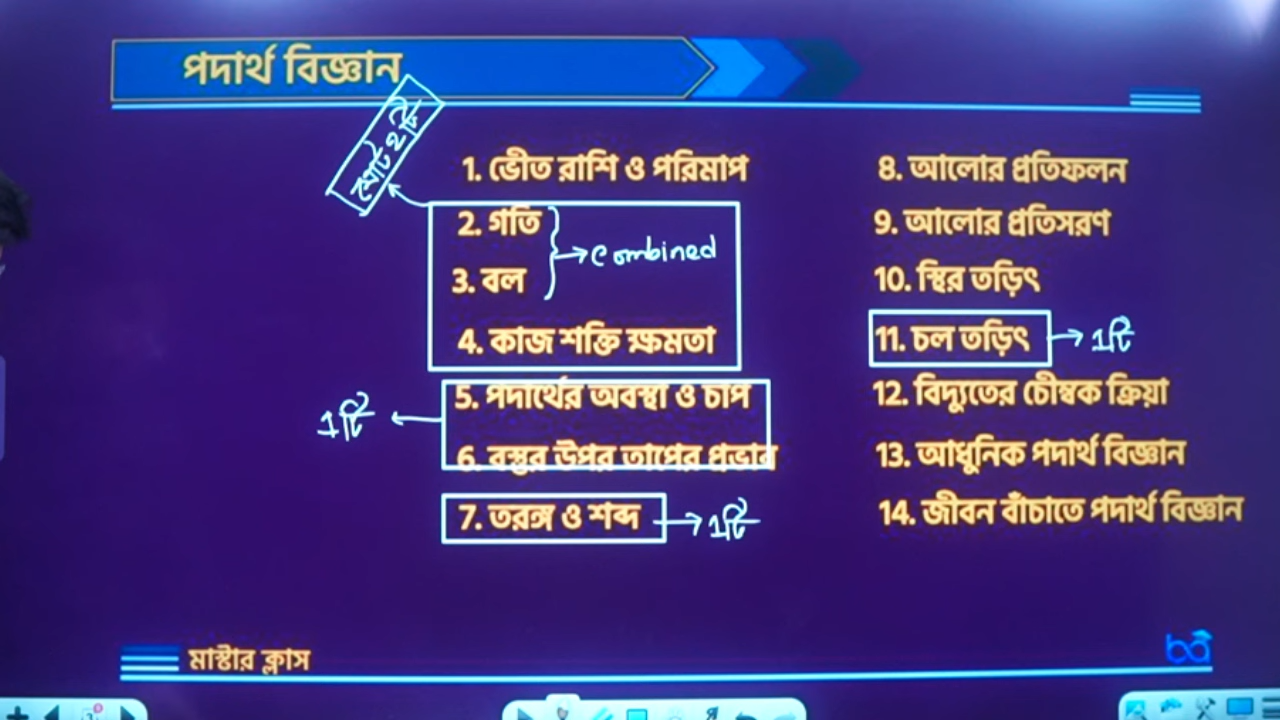 পদার্থ বিজ্ঞান
মোট ২টি
1. ভৌত রাশি ও পরিমাপ
2. গতি
3. বল
combined
4. কাজ শক্তি ক্ষমতা
5. পদার্থের অবস্থা ও চাপ
1টি
6. বস্তুর উপর তাপের প্রভাব
7. তরঙ্গ ও শব্দ
1টি
8. আলোর প্রতিফলন
9. আলোর প্রতিসরণ
10. স্থির তড়িৎ
11. চল তড়িৎ
1টি
12. বিদ্যুতের চৌম্বক ক্রিয়া
13. আধুনিক পদার্থ বিজ্ঞান
14. জীবন বাঁচাতে পদার্থ বিজ্ঞান
মাস্টার ক্লাস